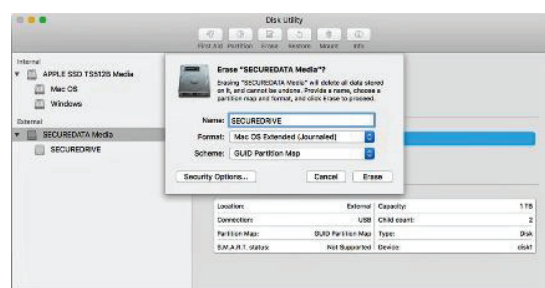 Disk Utility
First Aid Partition Erase Restore Mount Info
Internal
APPLE SSD TS512B Media
Mac OS
Windows
External
SECUREDATA Media
SECUREDRIVE
Erase "SECUREDATA Media"?
Erasing "SECUREDATA Media" will delete all data stored
on it, and cannot be undone. Provide a name, choose a
partition map and format, and click Erase to proceed.
Name: SECUREDRIVE
Format: Mac OS Extended (Journaled)
Scheme: GUID Partition Map
Security Options... Cancel Erase
Location: External Capacity: 1 TB
Connection: USB Child count: 2
Partition Map: GUID Partition Map Type: Disk
S.M.A.R.T. status: Not Supported Device: disk1